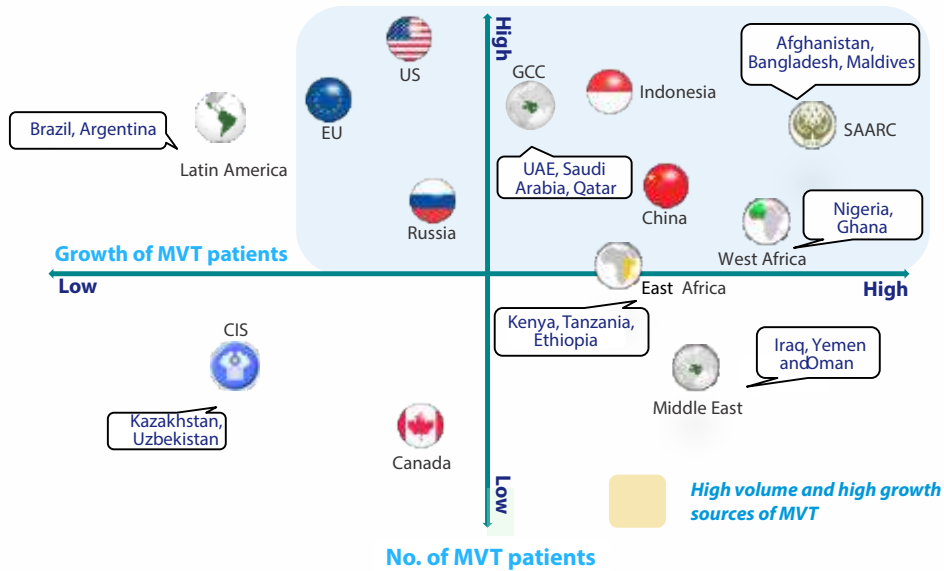 High
US
GCC
Afghanistan,
Bangladesh, Maldives
Indonesia
EU
SAARC
Brazil, Argentina
Latin America
UAE, Saudi
Arabia, Qatar
China
Russia
Nigeria,
Ghana
Growth of MVT patients
West Africa
Low
East Africa
High
Kenya, Tanzania,
Ethiopia
CIS
Iraq, Yemen
andOman
Middle East
Kazakhstan,
Uzbekistan
Canada
Low
High volume and high growth
sources of MVT
No. of MVT patients